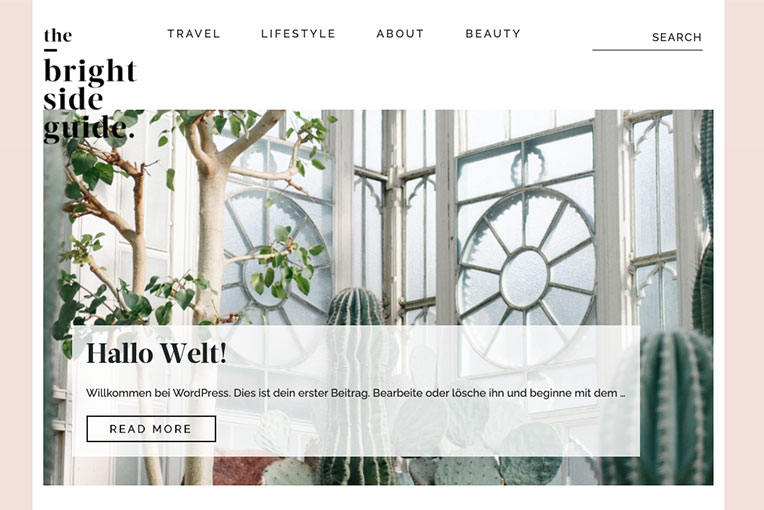 the
bright
side
guide.
TRAVEL LIFESTYLE ABOUT BEAUTY SEARCH
Hallo Welt!
Willkommen bei WordPress. Dies ist dein erster Beitrag. Bearbeite oder lösche ihn und beginne mit dem …
READ MORE